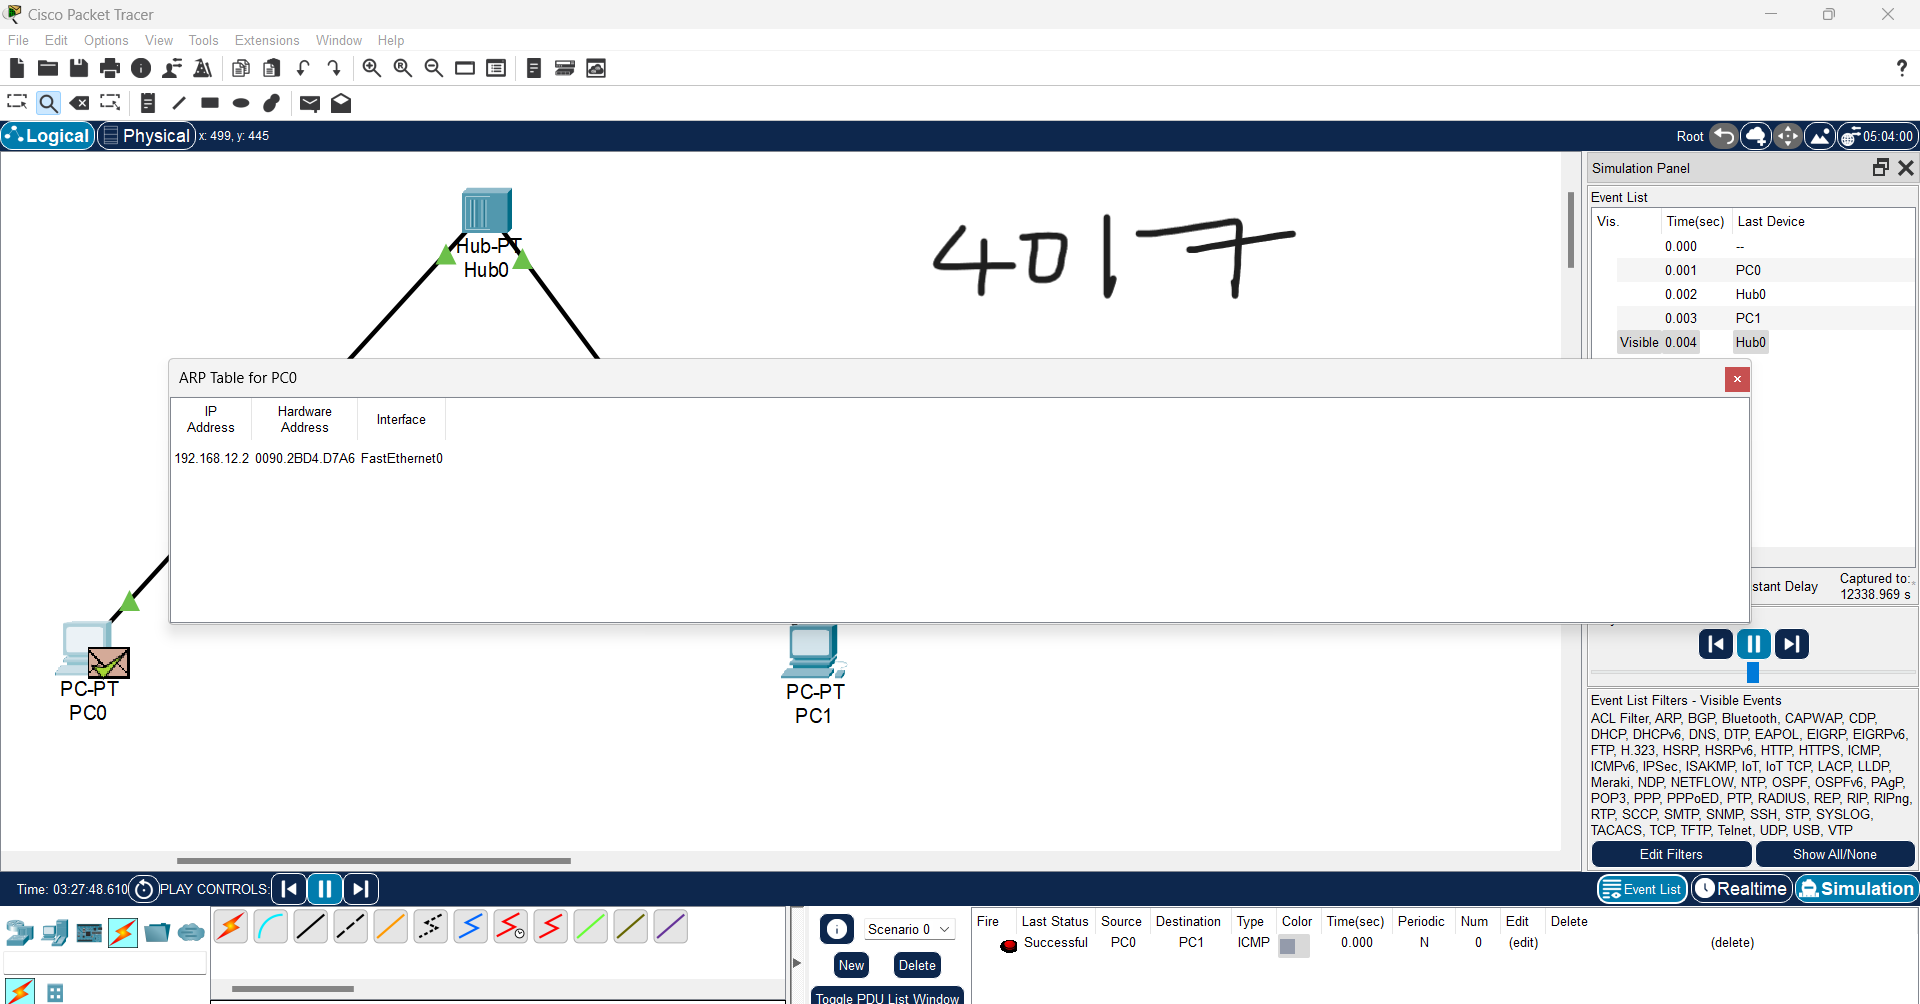 Cisco Packet Tracer
File Edit Options View Tools Extensions Window Help
?
Logical Physical x: 499, y: 445 Root 05:04:00
4017
Hub-PT
Hub0
PC-PT
PC0
PC-PT
PC1
ARP Table for PC0
IP Address Hardware Address Interface
192.168.12.2 0090.2BD4.D7A6 FastEthernet0
Simulation Panel
Event List
Vis. Time(sec) Last Device
0.000 --
0.001 PC0
0.002 Hub0
0.003 PC1
Visible 0.004 Hub0
stant Delay Captured to:
12338.969 s
Event List Filters - Visible Events
ACL Filter, ARP, BGP, Bluetooth, CAPWAP, CDP,
DHCP, DHCPv6, DNS, DTP, EAPOL, EIGRP, EIGRPv6,
FTP, H.323, HSRP, HSRPv6, HTTP, HTTPS, ICMP,
ICMPv6, IPSec, ISAKMP, IoT, IoT TCP, LACP, LLDP,
Meraki, NDP, NETFLOW, NTP, OSPF, OSPFv6, PAgP,
POP3, PPP, PPPoED, PTP, RADIUS, REP, RIP, RIPng,
RTP, SCCP, SMTP, SNMP, SSH, STP, SYSLOG,
TACACS, TCP, TFTP, Telnet, UDP, USB, VTP
Edit Filters Show All/None
Time: 03:27:48.610 PLAY CONTROLS: Event List Realtime Simulation
Scenario 0
New Delete
Toggle PDU List Window
Fire Last Status Source Destination Type Color Time(sec) Periodic Num Edit Delete
Successful PC0 PC1 ICMP 0.000 N 0 (edit) (delete)